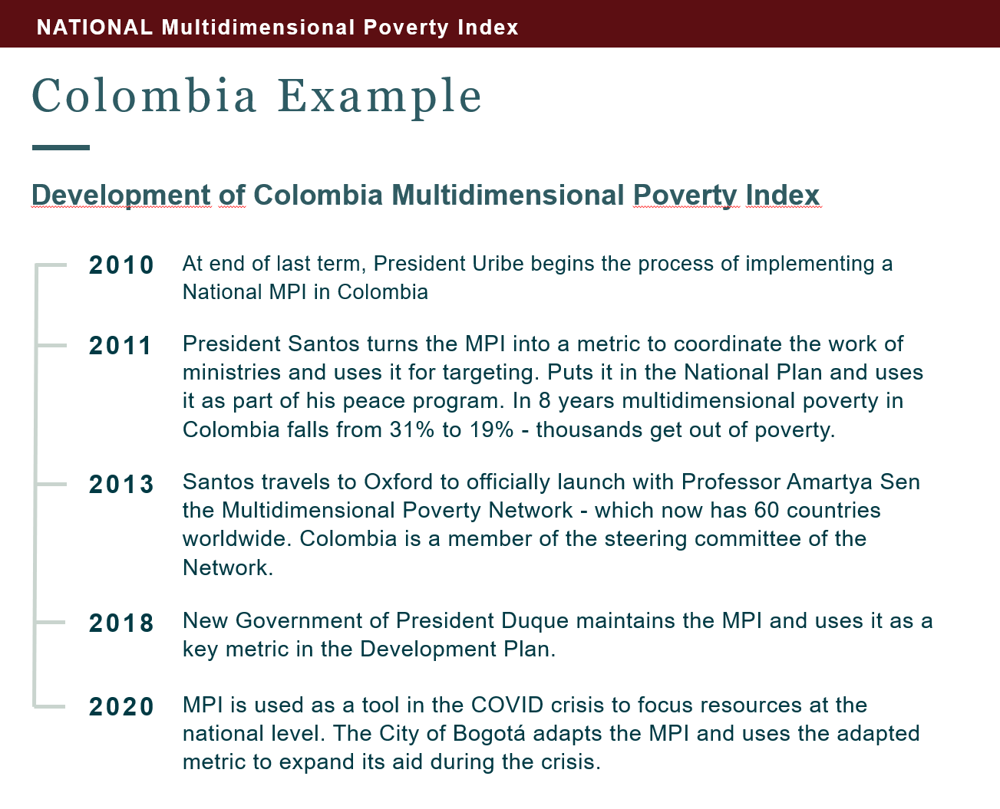 NATIONAL Multidimensional Poverty Index
Colombia Example
Development of Colombia Multidimensional Poverty Index
2010 At end of last term, President Uribe begins the process of implementing a
National MPI in Colombia
2011 President Santos turns the MPI into a metric to coordinate the work of
ministries and uses it for targeting. Puts it in the National Plan and uses
it as part of his peace program. In 8 years multidimensional poverty in
Colombia falls from 31% to 19% - thousands get out of poverty.
2013 Santos travels to Oxford to officially launch with Professor Amartya Sen
the Multidimensional Poverty Network - which now has 60 countries
worldwide. Colombia is a member of the steering committee of the
Network.
2018 New Government of President Duque maintains the MPI and uses it as a
key metric in the Development Plan.
2020 MPI is used as a tool in the COVID crisis to focus resources at the
national level. The City of Bogotá adapts the MPI and uses the adapted
metric to expand its aid during the crisis.